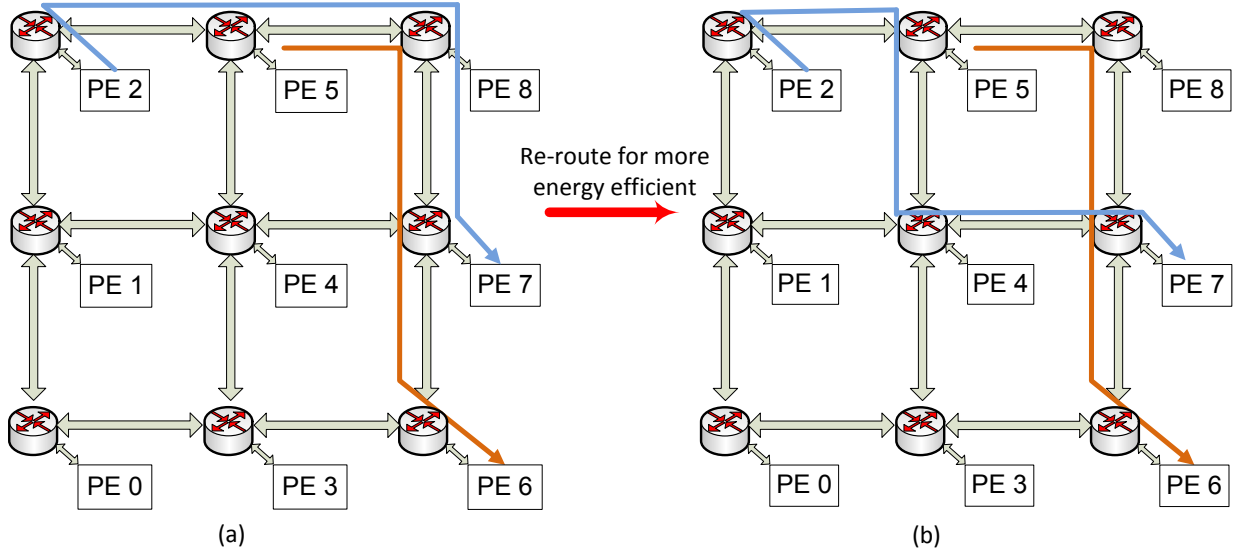 PE 2
PE 5
PE 8
PE 2
PE 5
PE 8
Re-route for more
energy efficient
PE 1
PE 4
PE 7
PE 1
PE 4
PE 7
PE 0
PE 3
PE 6
PE 0
PE 3
PE 6
(a)
(b)